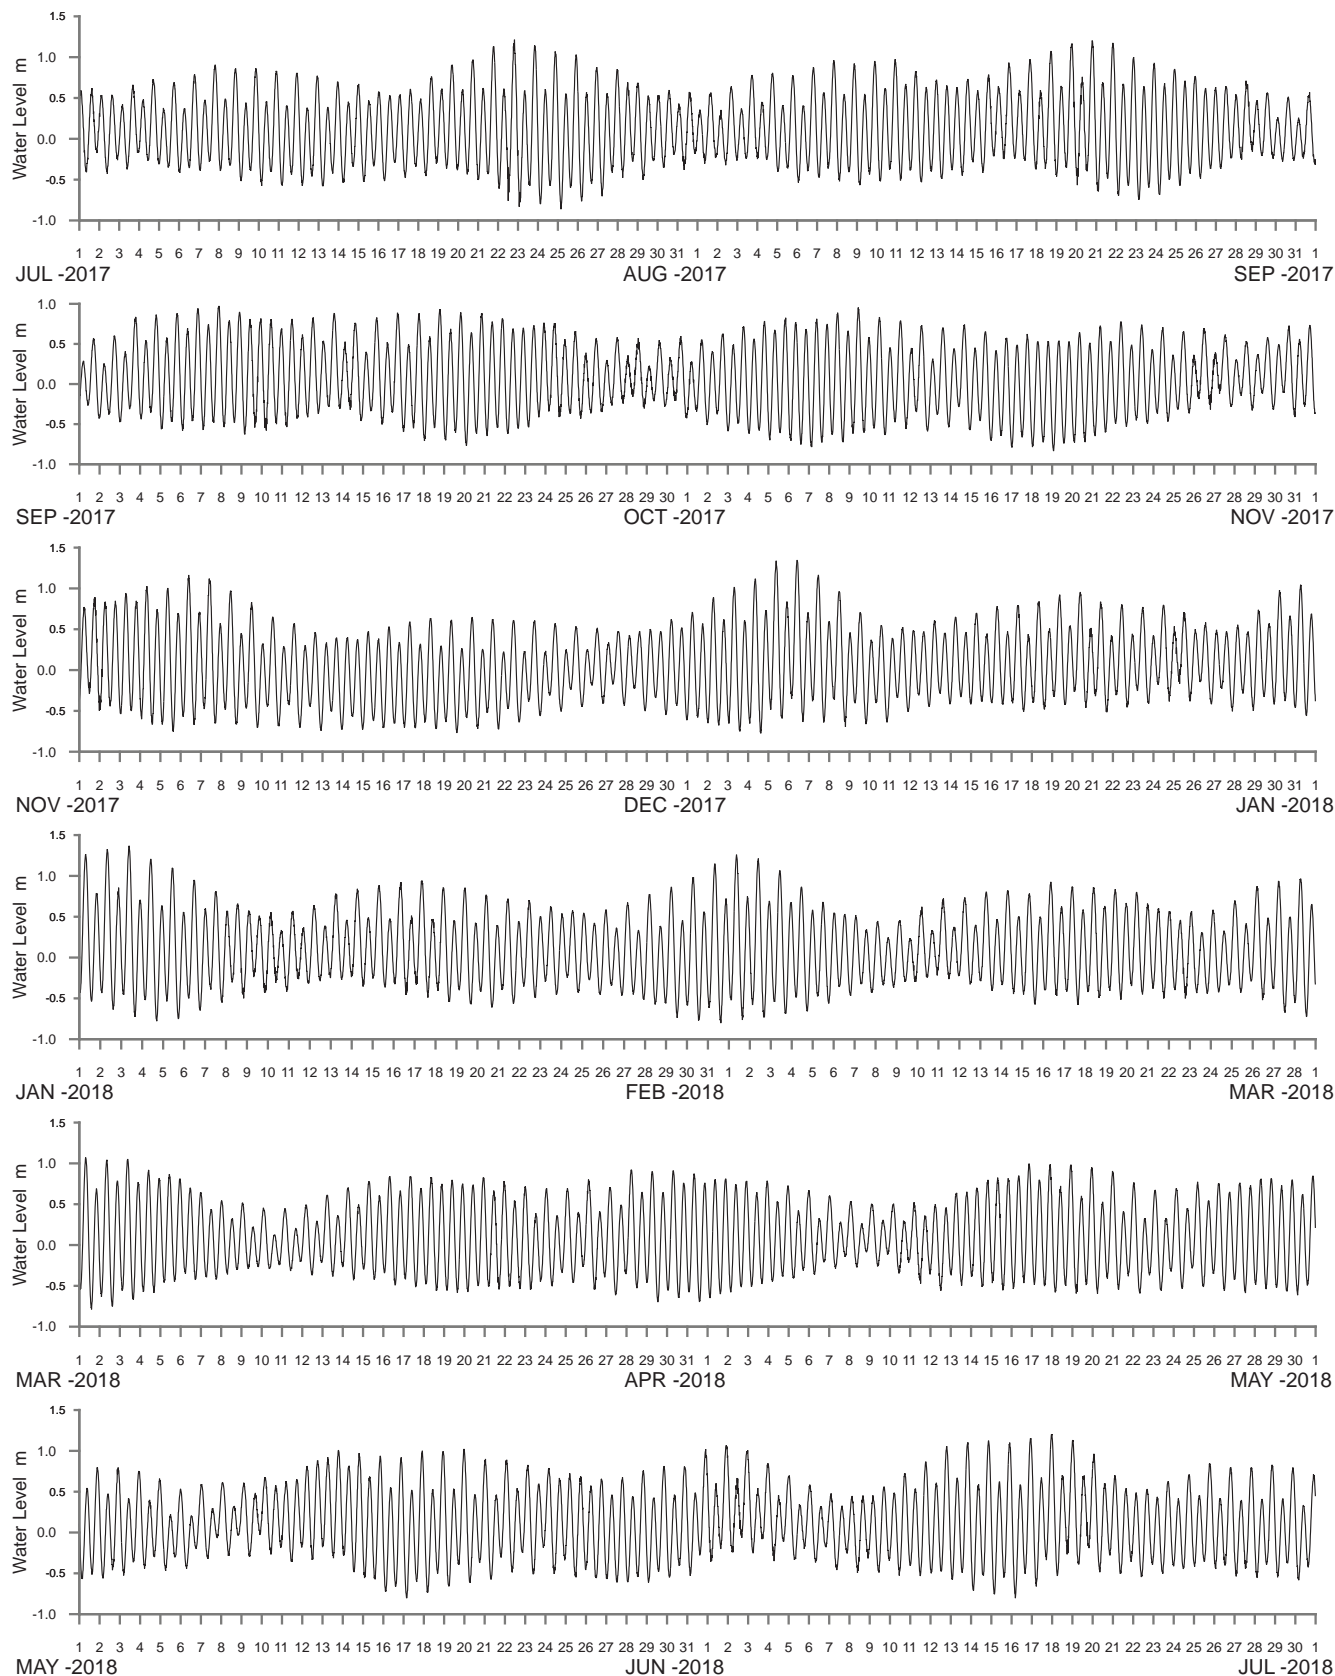 1.5
1.0
0.5
0.0
-0.5
-1.0
Water Level m
1 2 3 4 5 6 7 8 9 10 11 12 13 14 15 16 17 18 19 20 21 22 23 24 25 26 27 28 29 30 31 1 2 3 4 5 6 7 8 9 10 11 12 13 14 15 16 17 18 19 20 21 22 23 24 25 26 27 28 29 30 31 1
JUL -2017 AUG -2017 SEP -2017
1.0
0.5
0.0
-0.5
-1.0
Water Level m
1 2 3 4 5 6 7 8 9 10 11 12 13 14 15 16 17 18 19 20 21 22 23 24 25 26 27 28 29 30 1 2 3 4 5 6 7 8 9 10 11 12 13 14 15 16 17 18 19 20 21 22 23 24 25 26 27 28 29 30 31 1
SEP -2017 OCT -2017 NOV -2017
1.5
1.0
0.5
0.0
-0.5
-1.0
Water Level m
1 2 3 4 5 6 7 8 9 10 11 12 13 14 15 16 17 18 19 20 21 22 23 24 25 26 27 28 29 30 1 2 3 4 5 6 7 8 9 10 11 12 13 14 15 16 17 18 19 20 21 22 23 24 25 26 27 28 29 30 31 1
NOV -2017 DEC -2017 JAN -2018
1.5
1.0
0.5
0.0
-0.5
-1.0
Water Level m
1 2 3 4 5 6 7 8 9 10 11 12 13 14 15 16 17 18 19 20 21 22 23 24 25 26 27 28 29 30 31 1 2 3 4 5 6 7 8 9 10 11 12 13 14 15 16 17 18 19 20 21 22 23 24 25 26 27 28 1
JAN -2018 FEB -2018 MAR -2018
1.5
1.0
0.5
0.0
-0.5
-1.0
Water Level m
1 2 3 4 5 6 7 8 9 10 11 12 13 14 15 16 17 18 19 20 21 22 23 24 25 26 27 28 29 30 31 1 2 3 4 5 6 7 8 9 10 11 12 13 14 15 16 17 18 19 20 21 22 23 24 25 26 27 28 29 30 1
MAR -2018 APR -2018 MAY -2018
1.5
1.0
0.5
0.0
-0.5
-1.0
Water Level m
1 2 3 4 5 6 7 8 9 10 11 12 13 14 15 16 17 18 19 20 21 22 23 24 25 26 27 28 29 30 31 1 2 3 4 5 6 7 8 9 10 11 12 13 14 15 16 17 18 19 20 21 22 23 24 25 26 27 28 29 30 1
MAY -2018 JUN -2018 JUL -2018